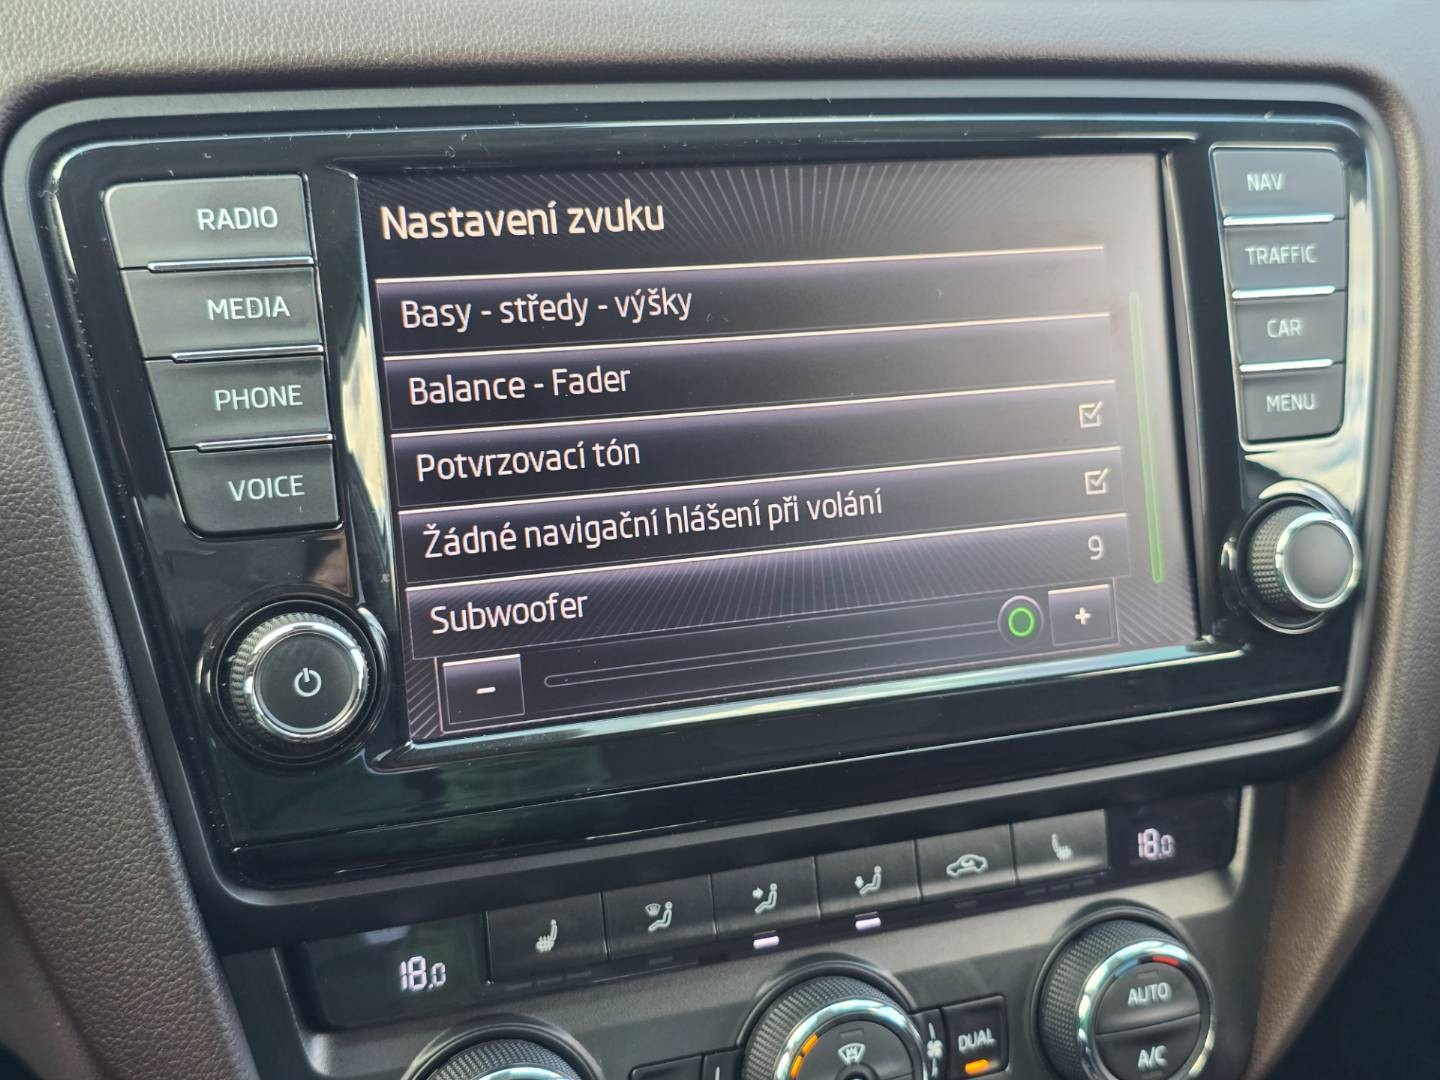 RADIO
MEDIA
PHONE
VOICE
Nastavení zvuku
Basy - středy - výšky
Balance - Fader
Potvrzovací tón
Žádné navigační hlášení při volání
Subwoofer 9
- +
NAV
TRAFFIC
CAR
MENU
18.0
18.0
DUAL
AUTO
A/C